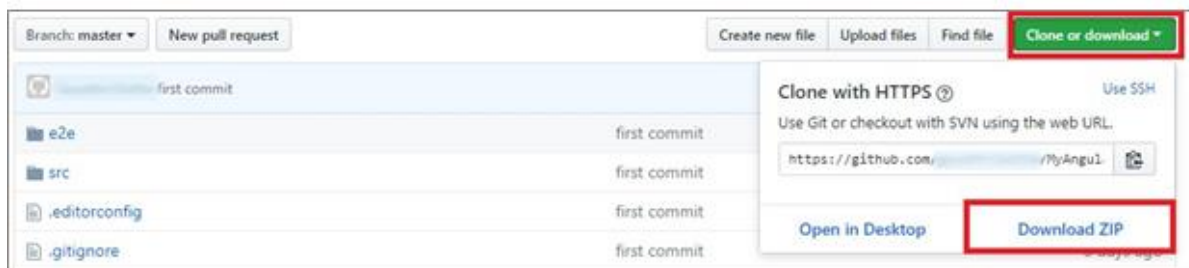 Branch: master New pull request Create new file Upload files Find file Clone or download
first commit
Clone with HTTPS Use SSH
Use Git or checkout with SVN using the web URL.
https://github.com/ /MyAngul
e2e first commit
src first commit
.editorconfig first commit
Open in Desktop Download ZIP
.gitignore first commit